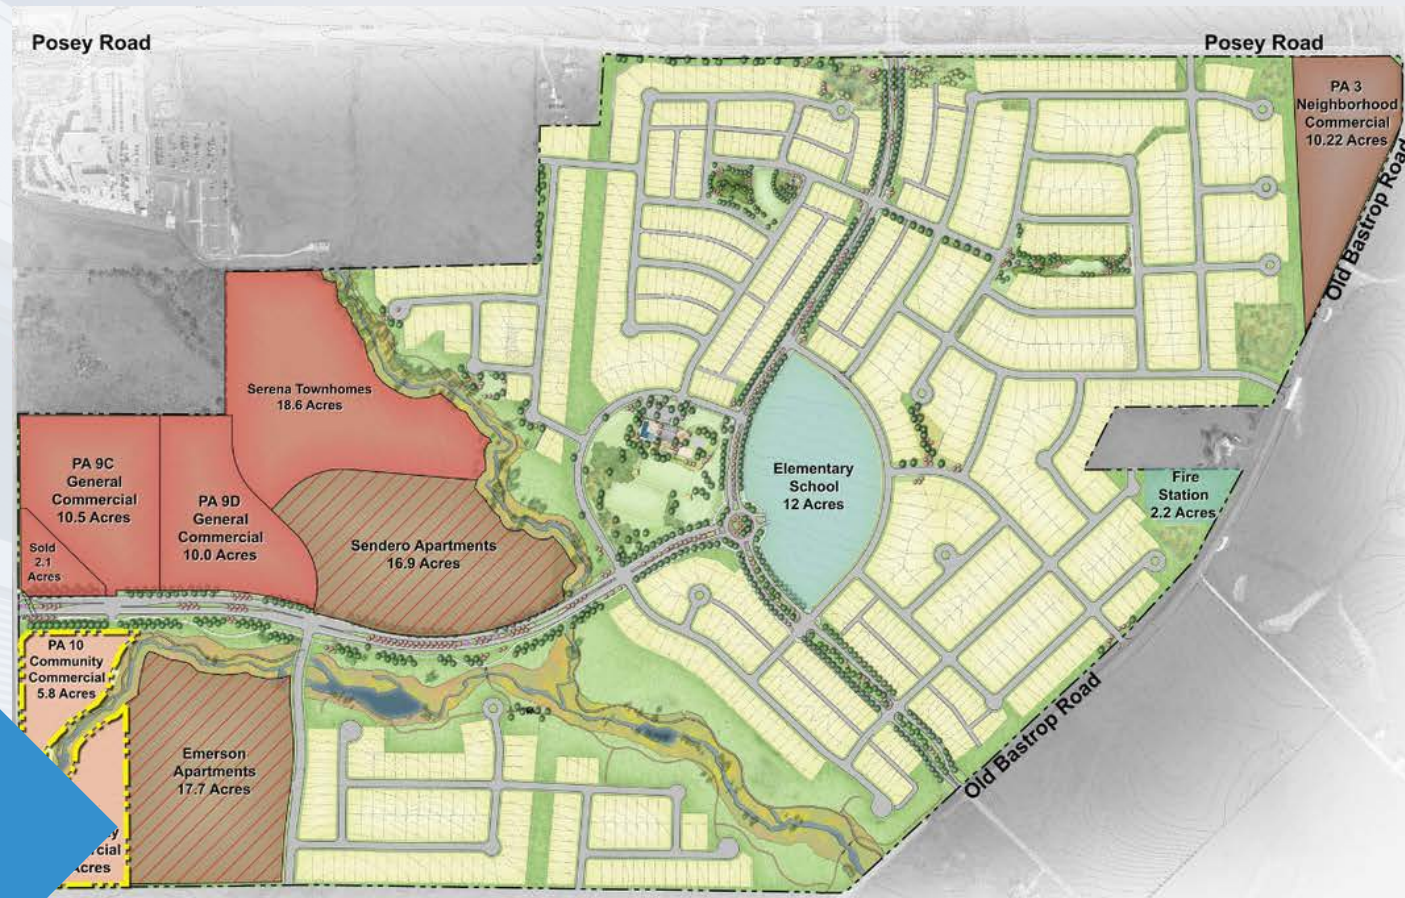 Posey Road
Posey Road
PA 3
Neighborhood
Commercial
10.22 Acres
Old Bastrop Road
Serena Townhomes
18.6 Acres
PA 9C
General
Commercial
10.5 Acres
PA 9D
General
Commercial
10.0 Acres
Sold
2.1
Acres
Sendero Apartments
16.9 Acres
Elementary
School
12 Acres
Fire
Station
2.2 Acres
PA 10
Community
Commercial
5.8 Acres
Emerson
Apartments
17.7 Acres
Old Bastrop Road
Acres